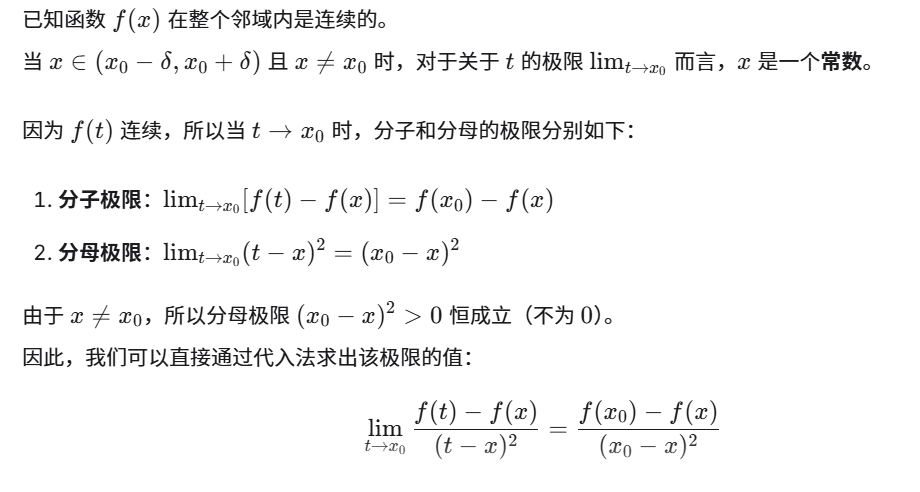 已知函数 f(x) 在整个邻域内是连续的。
当 x ∈ (x₀ − δ, x₀ + δ) 且 x ≠ x₀ 时，对于关于 t 的极限 lim_{t→x₀} 而言，x 是一个常数。
因为 f(t) 连续，所以当 t → x₀ 时，分子和分母的极限分别如下：
1. 分子极限：lim_{t→x₀}[f(t) − f(x)] = f(x₀) − f(x)
2. 分母极限：lim_{t→x₀}(t − x)² = (x₀ − x)²
由于 x ≠ x₀，所以分母极限 (x₀ − x)² > 0 恒成立（不为 0）。
因此，我们可以直接通过代入法求出该极限的值：
lim_{t→x₀} \frac{f(t) − f(x)}{(t − x)²} = \frac{f(x₀) − f(x)}{(x₀ − x)²}